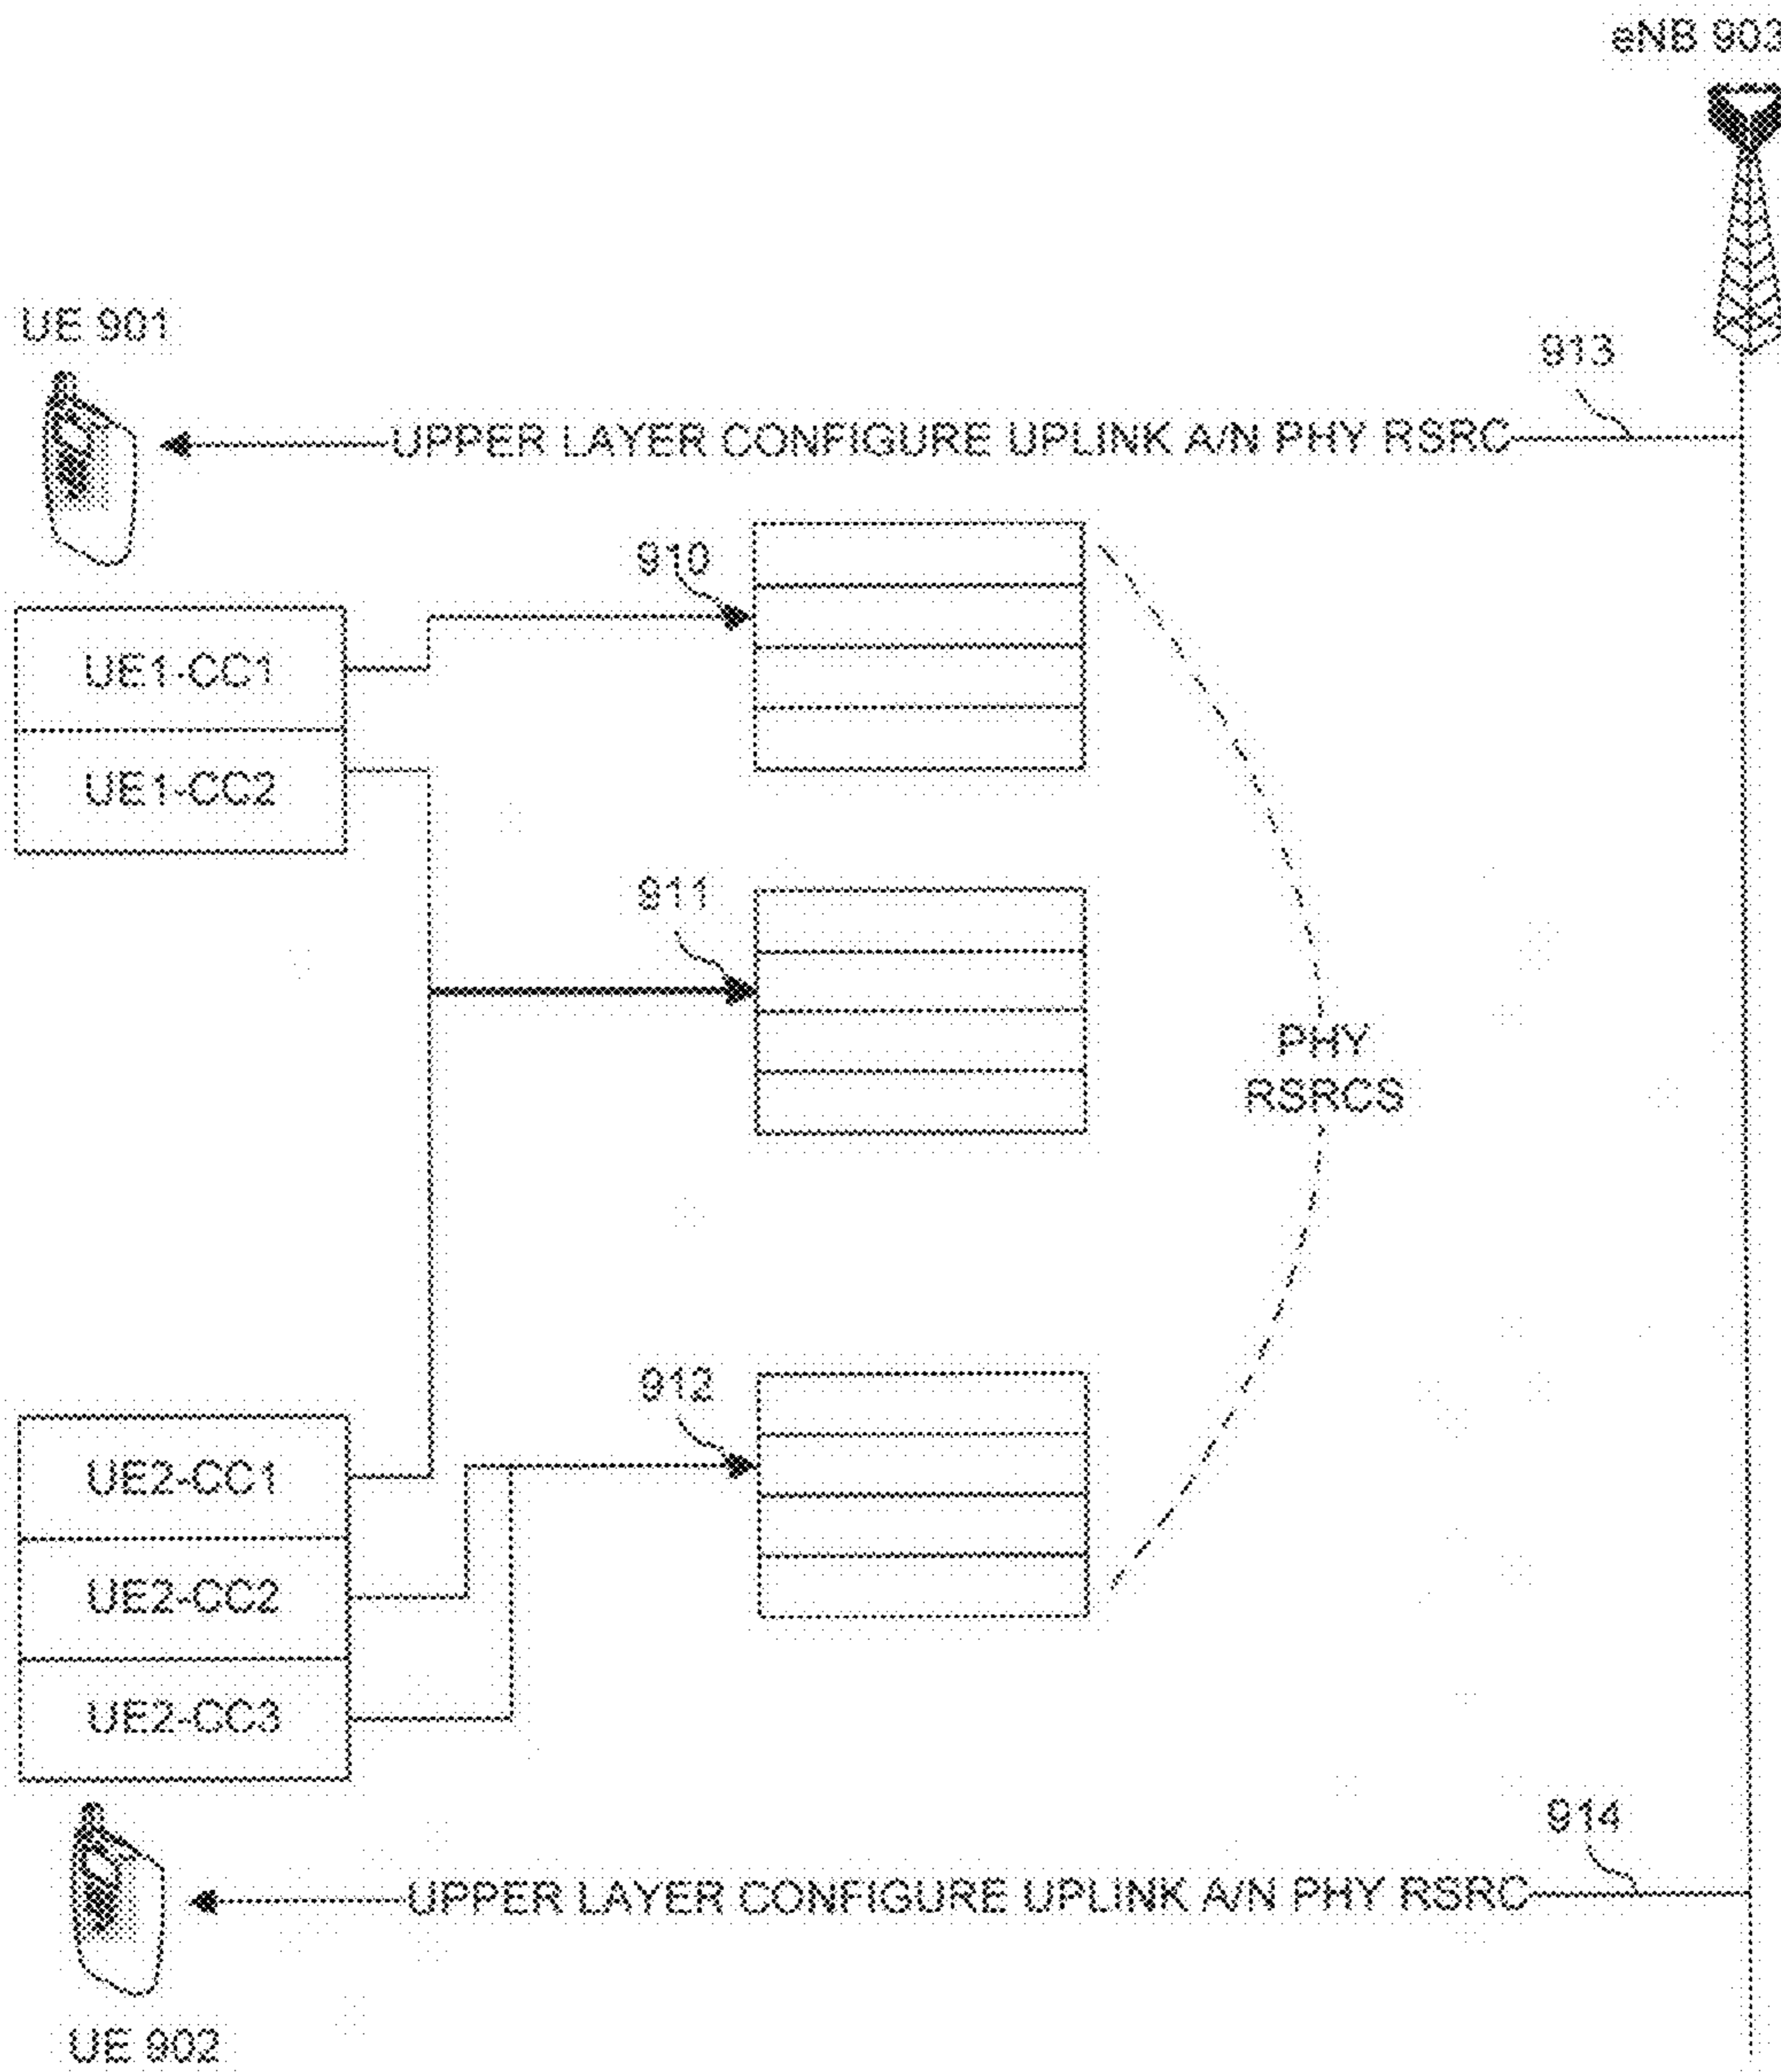 eNB 903
UE 901
913
UPPER LAYER CONFIGURE UPLINK A/N PHY RSRC
910
UE1-CC1
UE1-CC2
911
PHY
RSRCS
912
UE2-CC1
UE2-CC2
UE2-CC3
914
UPPER LAYER CONFIGURE UPLINK A/N PHY RSRC
UE 902